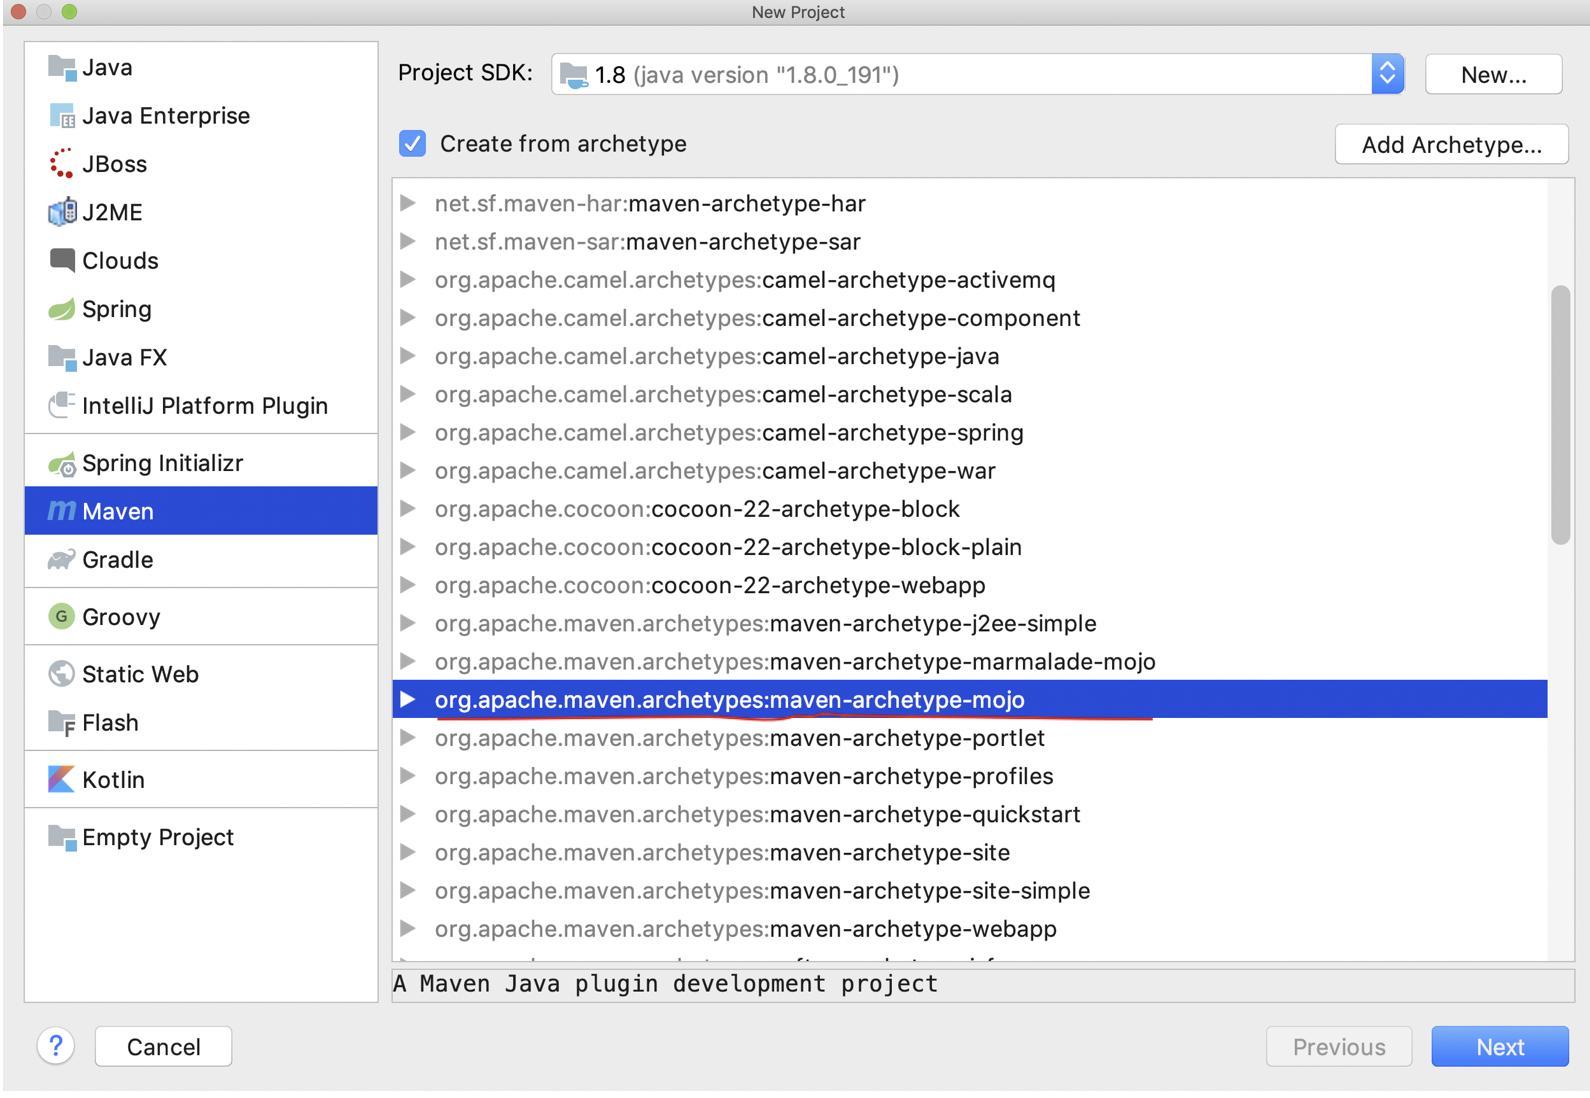 New Project
Java
Java Enterprise
JBoss
J2ME
Clouds
Spring
Java FX
IntelliJ Platform Plugin
Spring Initializr
m Maven
Gradle
G Groovy
Static Web
Flash
Kotlin
Empty Project
Project SDK: 1.8 (java version "1.8.0_191") New...
Create from archetype Add Archetype...
net.sf.maven-har:maven-archetype-har
net.sf.maven-sar:maven-archetype-sar
org.apache.camel.archetypes:camel-archetype-activemq
org.apache.camel.archetypes:camel-archetype-component
org.apache.camel.archetypes:camel-archetype-java
org.apache.camel.archetypes:camel-archetype-scala
org.apache.camel.archetypes:camel-archetype-spring
org.apache.camel.archetypes:camel-archetype-war
org.apache.cocoon:cocoon-22-archetype-block
org.apache.cocoon:cocoon-22-archetype-block-plain
org.apache.cocoon:cocoon-22-archetype-webapp
org.apache.maven.archetypes:maven-archetype-j2ee-simple
org.apache.maven.archetypes:maven-archetype-marmalade-mojo
org.apache.maven.archetypes:maven-archetype-mojo
org.apache.maven.archetypes:maven-archetype-portlet
org.apache.maven.archetypes:maven-archetype-profiles
org.apache.maven.archetypes:maven-archetype-quickstart
org.apache.maven.archetypes:maven-archetype-site
org.apache.maven.archetypes:maven-archetype-site-simple
org.apache.maven.archetypes:maven-archetype-webapp
A Maven Java plugin development project
? Cancel Previous Next